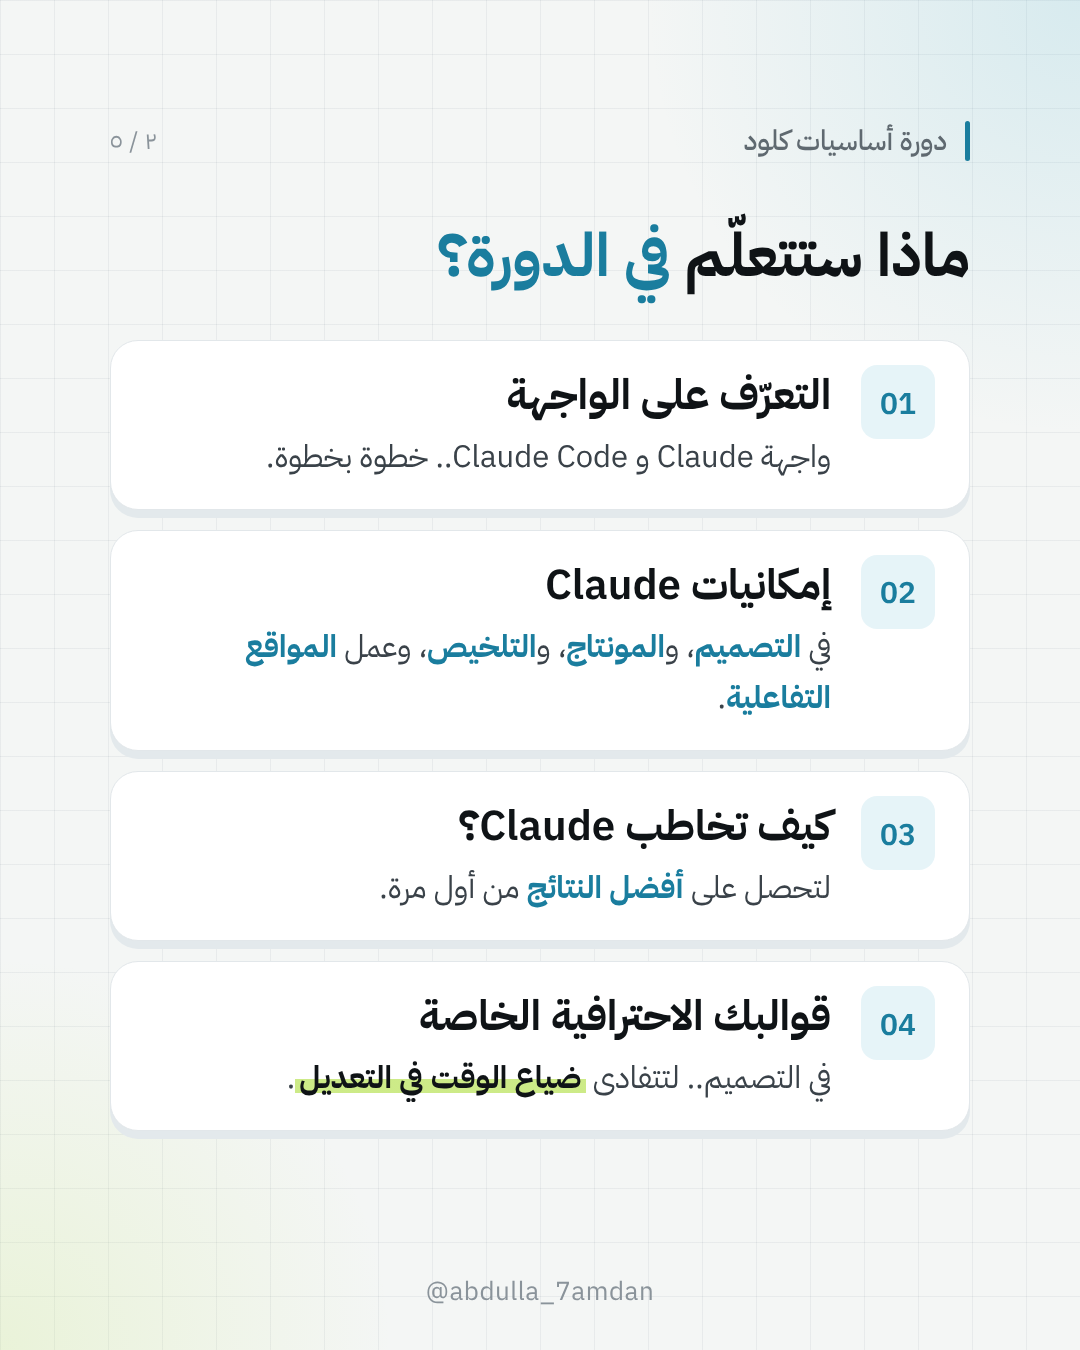 دورة أساسيات كلود
٢ / ٥
ماذا ستتعلّم في الدورة؟
01
التعرّف على الواجهة
واجهة Claude و Claude Code.. خطوة بخطوة.
02
إمكانيات Claude
في التصميم، والمونتاج، والتلخيص، وعمل المواقع
التفاعلية.
03
كيف تخاطب Claude؟
لتحصل على أفضل النتائج من أول مرة.
04
قوالبك الاحترافية الخاصة
في التصميم.. لتتفادى ضياع الوقت في التعديل.
@abdulla_7amdan